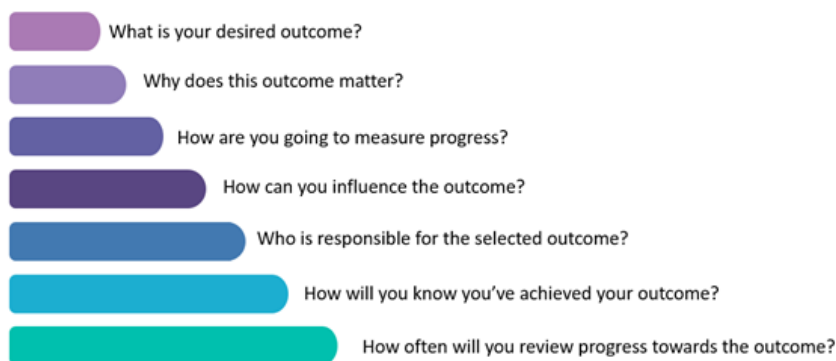 What is your desired outcome?
Why does this outcome matter?
How are you going to measure progress?
How can you influence the outcome?
Who is responsible for the selected outcome?
How will you know you’ve achieved your outcome?
How often will you review progress towards the outcome?